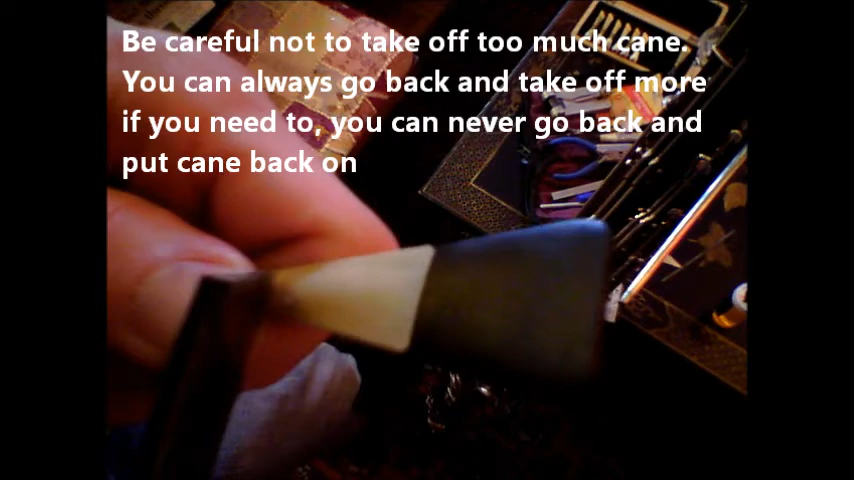 Be careful not to take off too much cane.
You can always go back and take off more
if you need to, you can never go back and
put cane back on